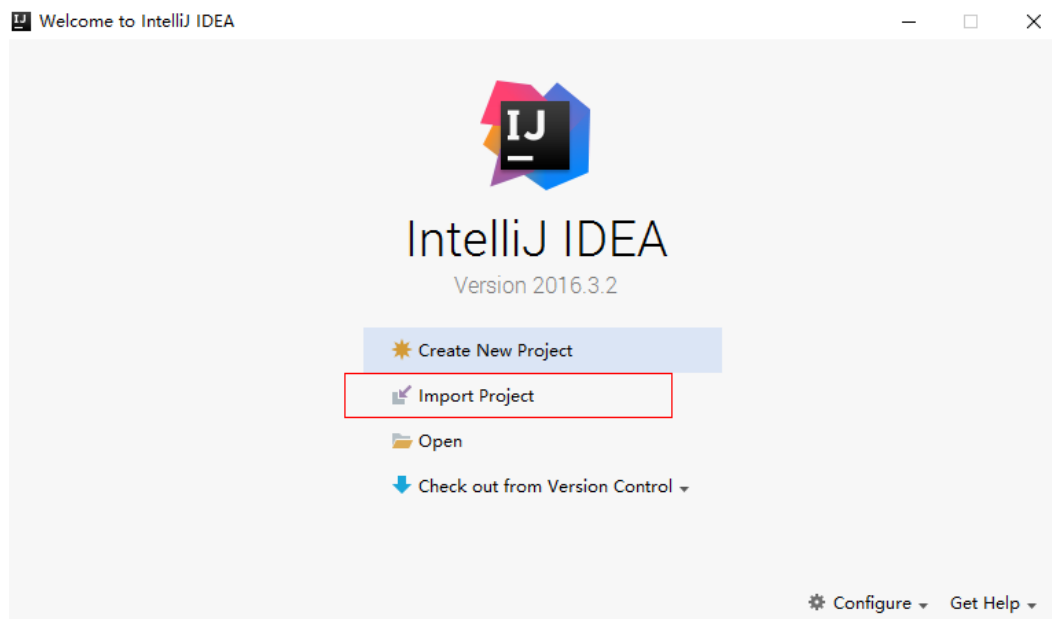 Welcome to IntelliJ IDEA
IJ
IntelliJ IDEA
Version 2016.3.2
Create New Project
Import Project
Open
Check out from Version Control
Configure
Get Help